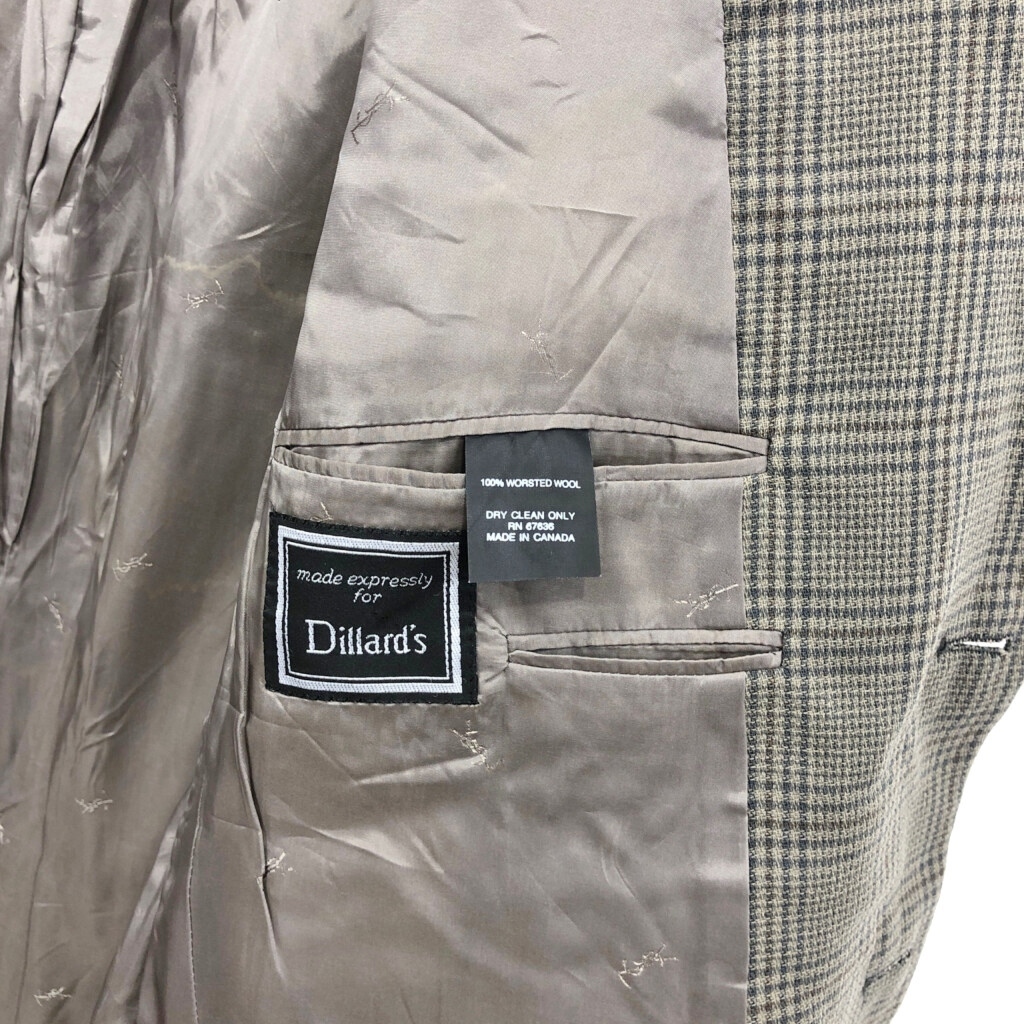 100% WORSTED WOOL
DRY CLEAN ONLY
RN 67636
MADE IN CANADA
made expressly
for
Dillard's